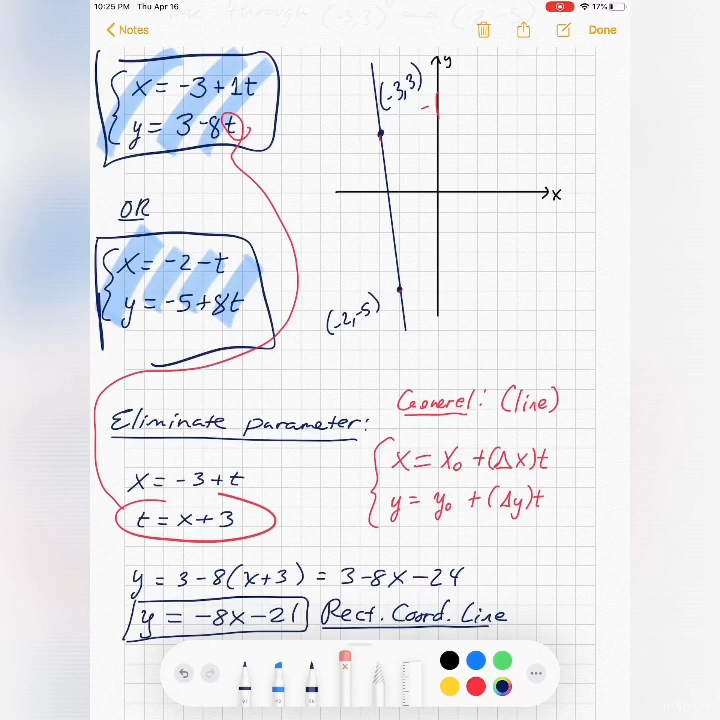 10:25 PM Thu Apr 16
17%
Notes
Done
x = -3 + 1t
y = 3 - 8t
OR
x = -2 - t
y = -5 + 8t
y
(-3,3)
x
(-2,-5)
Eliminate parameter:
x = -3 + t
t = x + 3
General: (line)
x = x₀ + (Δx)t
y = y₀ + (Δy)t
y = 3 - 8(x + 3) = 3 - 8x - 24
y = -8x - 21 Rect. Coord. Line